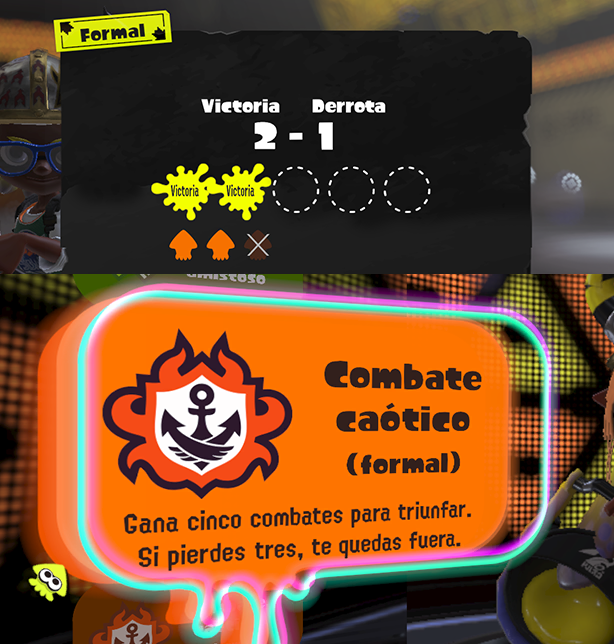 Formal
Victoria Derrota
2 - 1
Victoria Victoria
amistoso
Combate
caótico
(formal)
Gana cinco combates para triunfar.
Si pierdes tres, te quedas fuera.